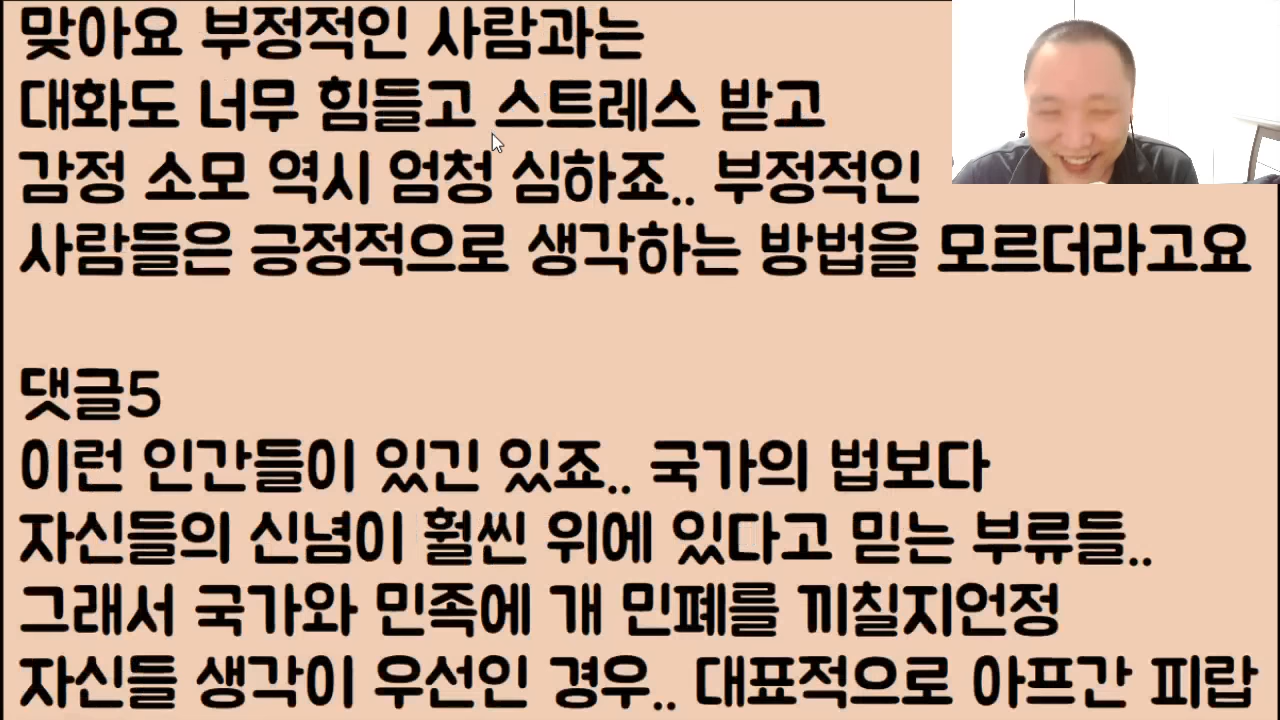 맞아요 부정적인 사람과는
대화도 너무 힘들고 스트레스 받고
감정 소모 역시 엄청 심하죠.. 부정적인
사람들은 긍정적으로 생각하는 방법을 모르더라고요
댓글5
이런 인간들이 있긴 있죠.. 국가의 법보다
자신들의 신념이 훨씬 위에 있다고 믿는 부류들..
그래서 국가와 민족에 개 민폐를 끼칠지언정
자신들 생각이 우선인 경우.. 대표적으로 아프간 피랍